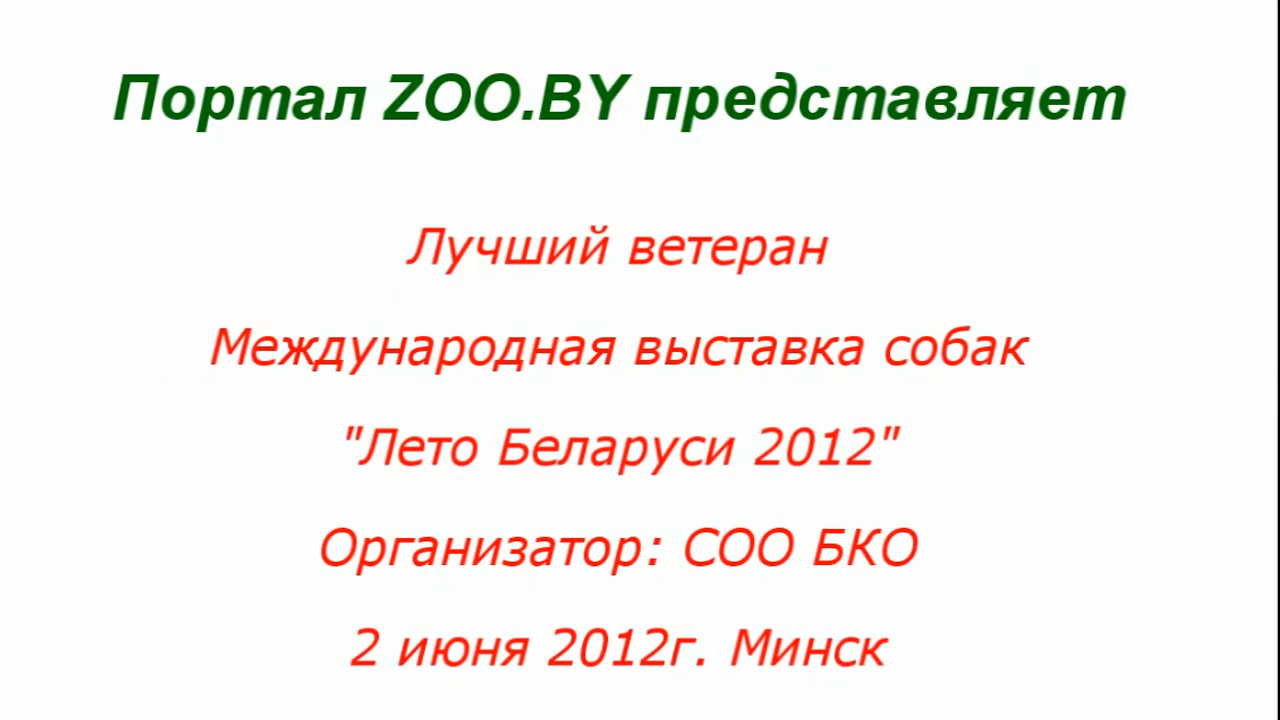 Портал ZOO.BY представляет
Лучший ветеран
Международная выставка собак
"Лето Беларуси 2012"
Организатор: СОО БКО
2 июня 2012г. Минск